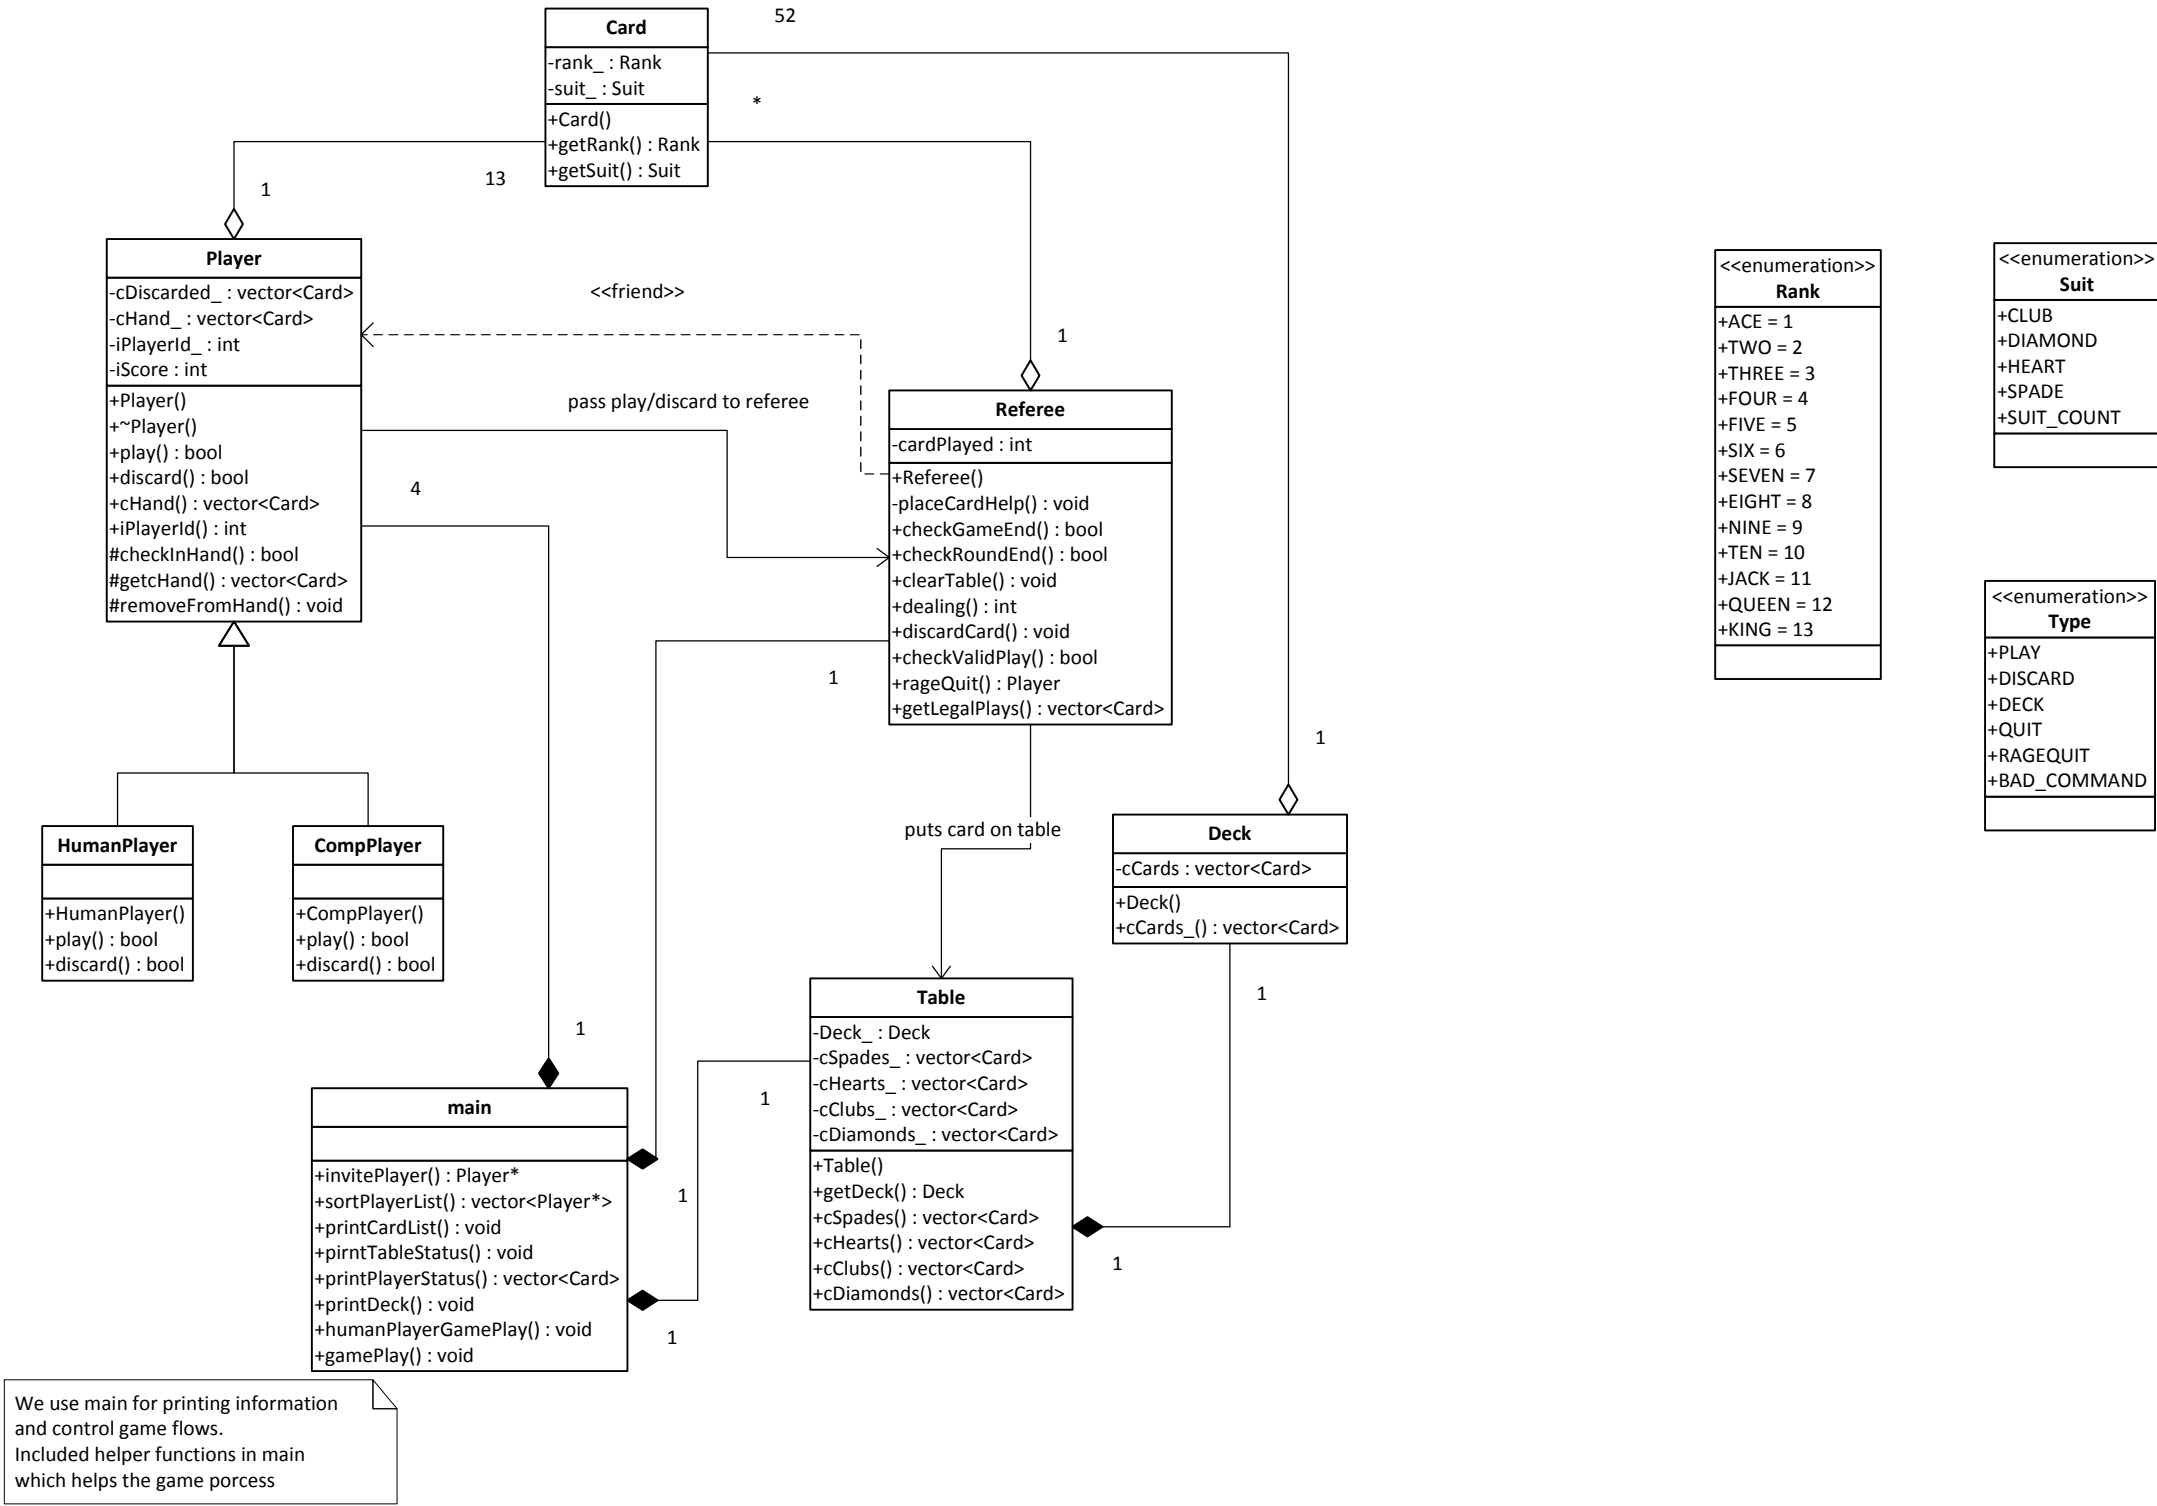 52
Card
-rank_ : Rank
-suit_ : Suit
*
+Card()
+getRank() : Rank
+getSuit() : Suit
13
1
Player
-cDiscarded_ : vector<Card>
-cHand_ : vector<Card>
-iPlayerId_ : int
-iScore : int
+Player()
+~Player()
+play() : bool
+discard() : bool
+cHand() : vector<Card>
+iPlayerId() : int
#checkInHand() : bool
#getcHand() : vector<Card>
#removeFromHand() : void
<<friend>>
pass play/discard to referee
4
1
Referee
-cardPlayed : int
+Referee()
-placeCardHelp() : void
+checkGameEnd() : bool
+checkRoundEnd() : bool
+clearTable() : void
+dealing() : int
+discardCard() : void
+checkValidPlay() : bool
+rageQuit() : Player
+getLegalPlays() : vector<Card>
1
1
<<enumeration>>
Rank
+ACE = 1
+TWO = 2
+THREE = 3
+FOUR = 4
+FIVE = 5
+SIX = 6
+SEVEN = 7
+EIGHT = 8
+NINE = 9
+TEN = 10
+JACK = 11
+QUEEN = 12
+KING = 13
<<enumeration>>
Suit
+CLUB
+DIAMOND
+HEART
+SPADE
+SUIT_COUNT
<<enumeration>>
Type
+PLAY
+DISCARD
+DECK
+QUIT
+RAGEQUIT
+BAD_COMMAND
HumanPlayer
+HumanPlayer()
+play() : bool
+discard() : bool
CompPlayer
+CompPlayer()
+play() : bool
+discard() : bool
puts card on table
Deck
-cCards : vector<Card>
+Deck()
+cCards_() : vector<Card>
1
1
Table
-Deck_ : Deck
-cSpades_ : vector<Card>
-cHearts_ : vector<Card>
-cClubs_ : vector<Card>
-cDiamonds_ : vector<Card>
+Table()
+getDeck() : Deck
+cSpades() : vector<Card>
+cHearts() : vector<Card>
+cClubs() : vector<Card>
+cDiamonds() : vector<Card>
1
1
1
1
main
+invitePlayer() : Player*
+sortPlayerList() : vector<Player*>
+printCardList() : void
+pirntTableStatus() : void
+printPlayerStatus() : vector<Card>
+printDeck() : void
+humanPlayerGamePlay() : void
+gamePlay() : void
We use main for printing information
and control game flows.
Included helper functions in main
which helps the game porcess